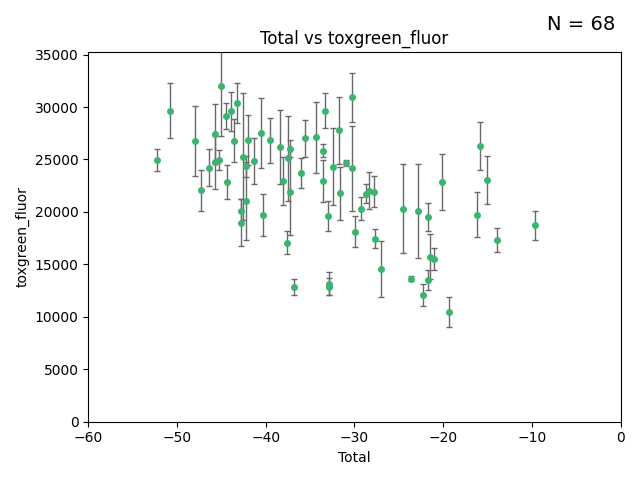 N = 68
Total vs toxgreen_fluor
35000
30000
25000
20000
15000
10000
5000
0
toxgreen_fluor
−60 −50 −40 −30 −20 −10 0
Total